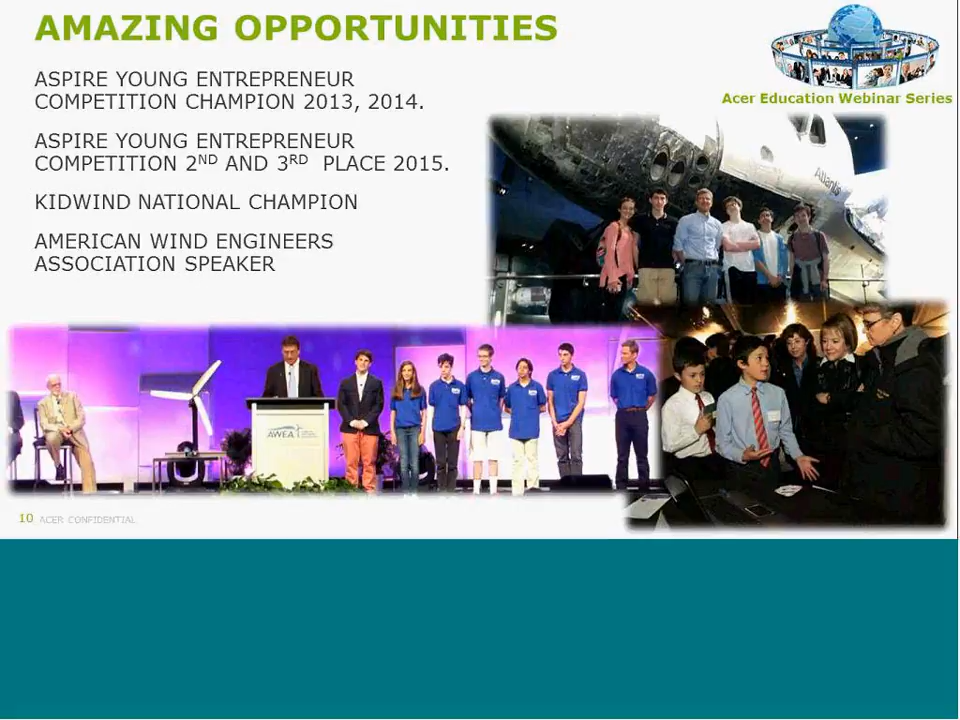 AMAZING OPPORTUNITIES
Acer Education Webinar Series
ASPIRE YOUNG ENTREPRENEUR
COMPETITION CHAMPION 2013, 2014.
ASPIRE YOUNG ENTREPRENEUR
COMPETITION 2ND AND 3RD PLACE 2015.
KIDWIND NATIONAL CHAMPION
AMERICAN WIND ENGINEERS
ASSOCIATION SPEAKER
Atlantis
AWEA
10 ACER CONFIDENTIAL